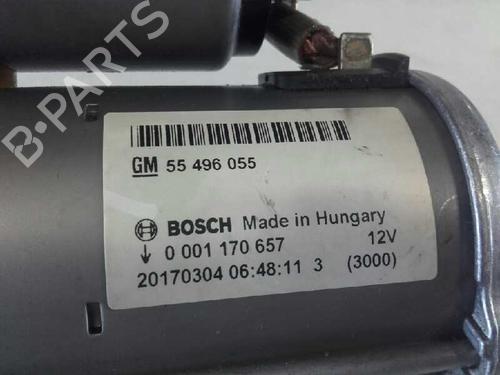 GM 55 496 055
BOSCH Made in Hungary
0 001 170 657 12V
20170304 06:48:11 3 (3000)
B-PARTS